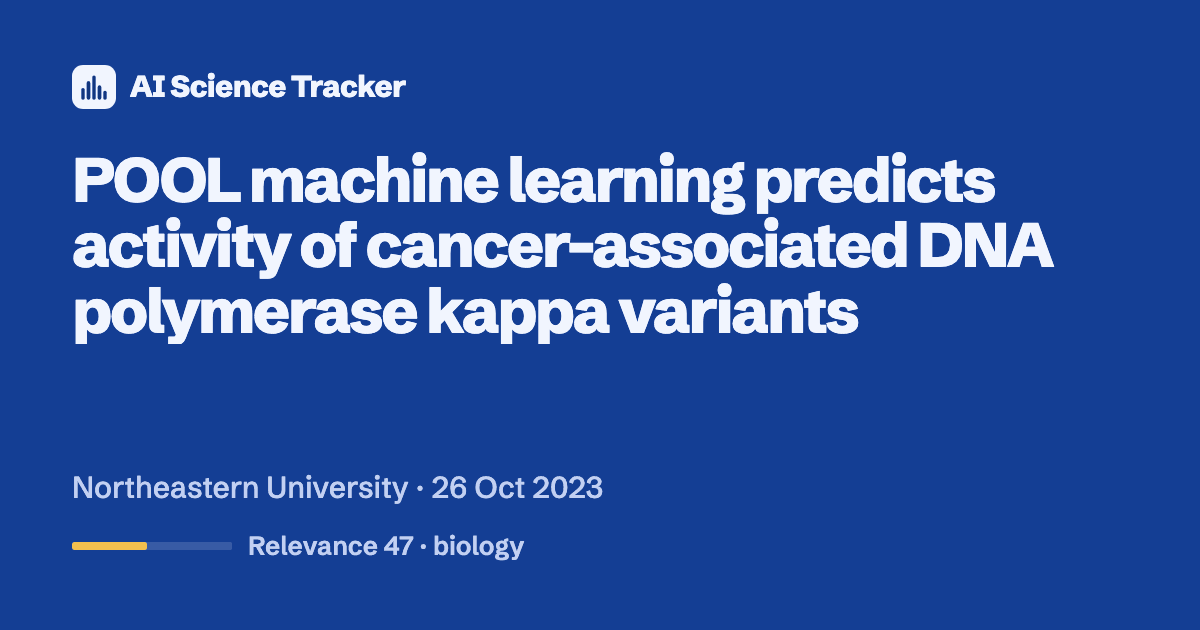 AI Science Tracker
POOL machine learning predicts
activity of cancer-associated DNA
polymerase kappa variants
Northeastern University · 26 Oct 2023
Relevance 47 · biology